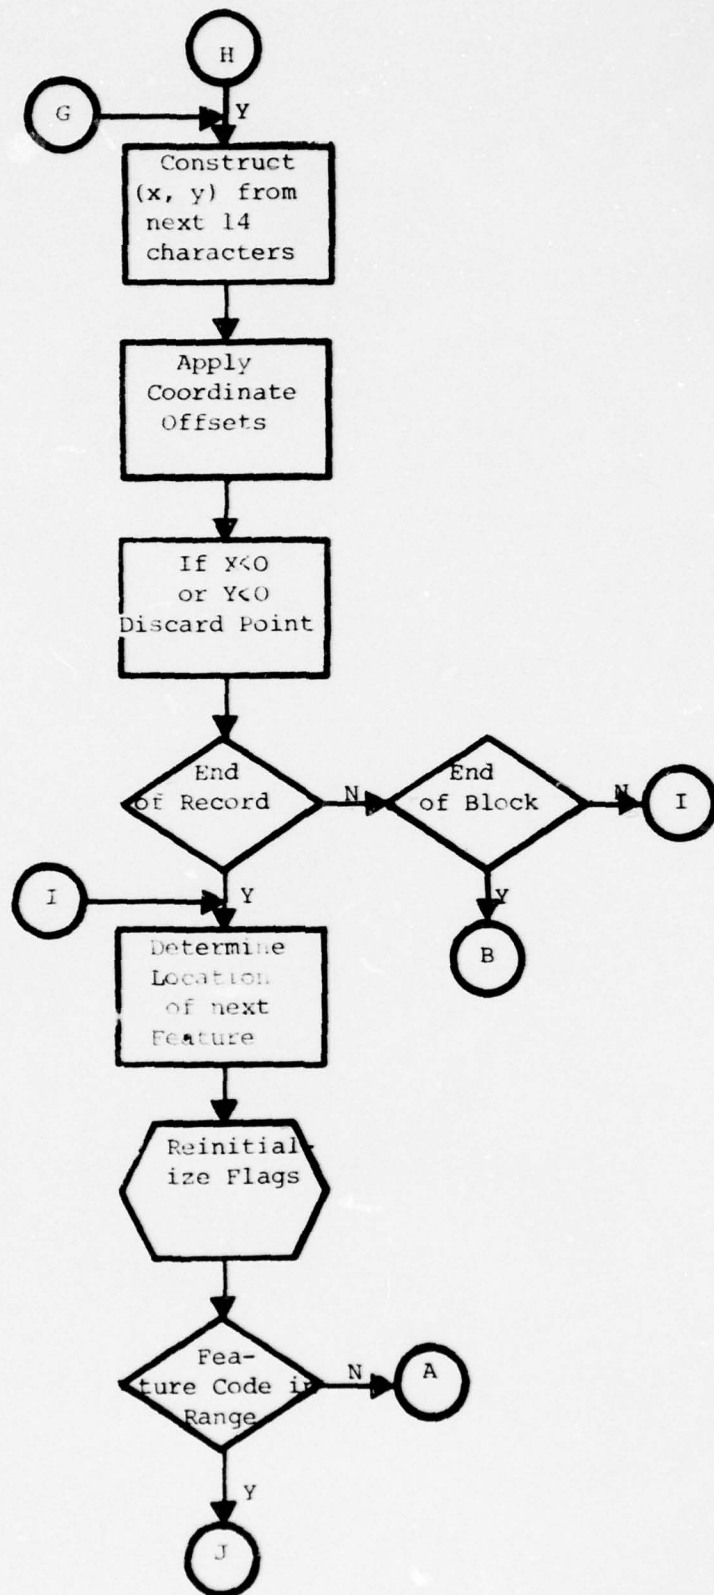 H
G
Y
Construct
(x, y) from
next 14
characters
Apply
Coordinate
Offsets
If X<0
or Y<0
Discard Point
End
of Record
N
End
of Block
N
I
I
Y
Y
B
Determine
Location
of next
Feature
Reinitial-
ize Flags
Fea-
ture Code in
Range
N
A
Y
J